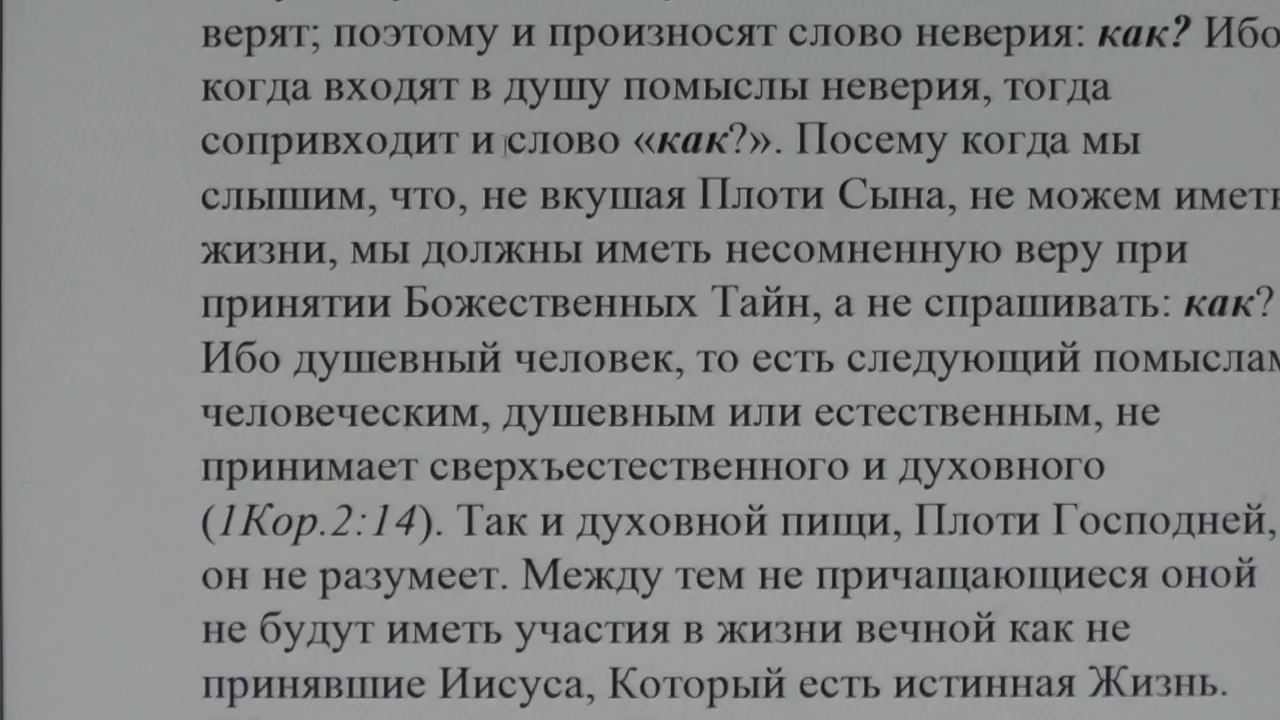 верят; поэтому и произносят слово неверия: как? Ибо
когда входят в душу помыслы неверия, тогда
сопривходит и слово «как?». Посему когда мы
слышим, что, не вкушая Плоти Сына, не можем иметь
жизни, мы должны иметь несомненную веру при
принятии Божественных Тайн, а не спрашивать: как?
Ибо душевный человек, то есть следующий помыслам
человеческим, душевным или естественным, не
принимает сверхъестественного и духовного
(1Кор.2:14). Так и духовной пищи, Плоти Господней,
он не разумеет. Между тем не причащающиеся оной
не будут иметь участия в жизни вечной как не
принявшие Иисуса, Который есть истинная Жизнь.